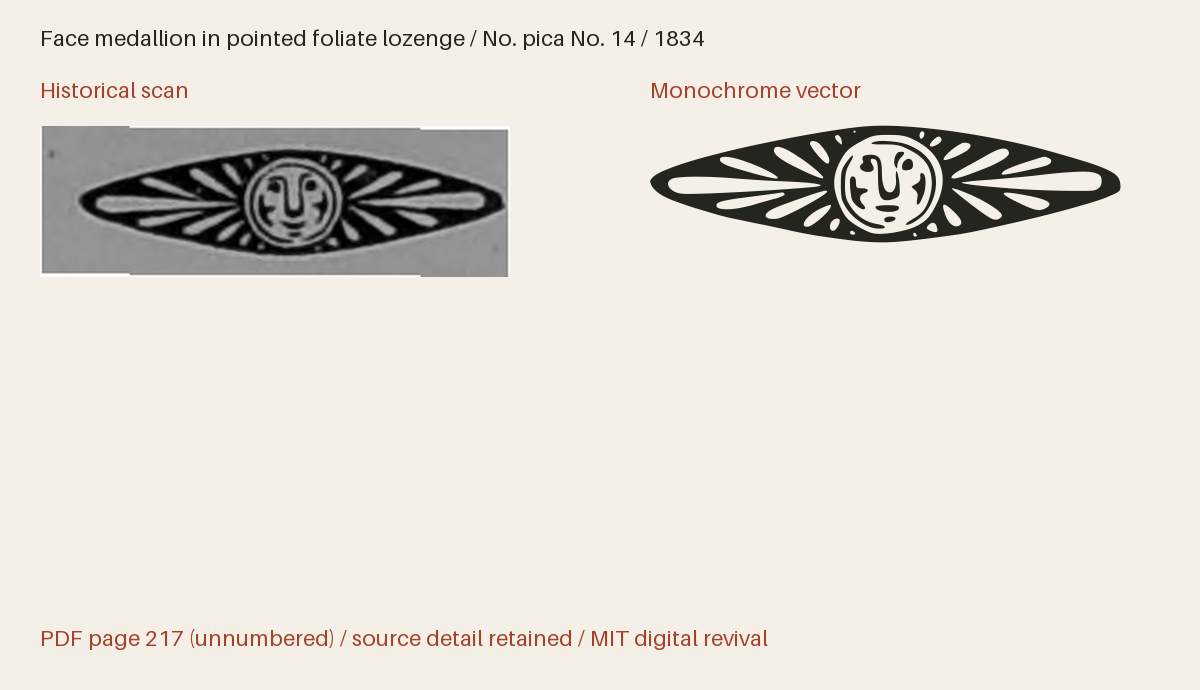 Face medallion in pointed foliate lozenge / No. pica No. 14 / 1834
Historical scan
Monochrome vector
PDF page 217 (unnumbered) / source detail retained / MIT digital revival